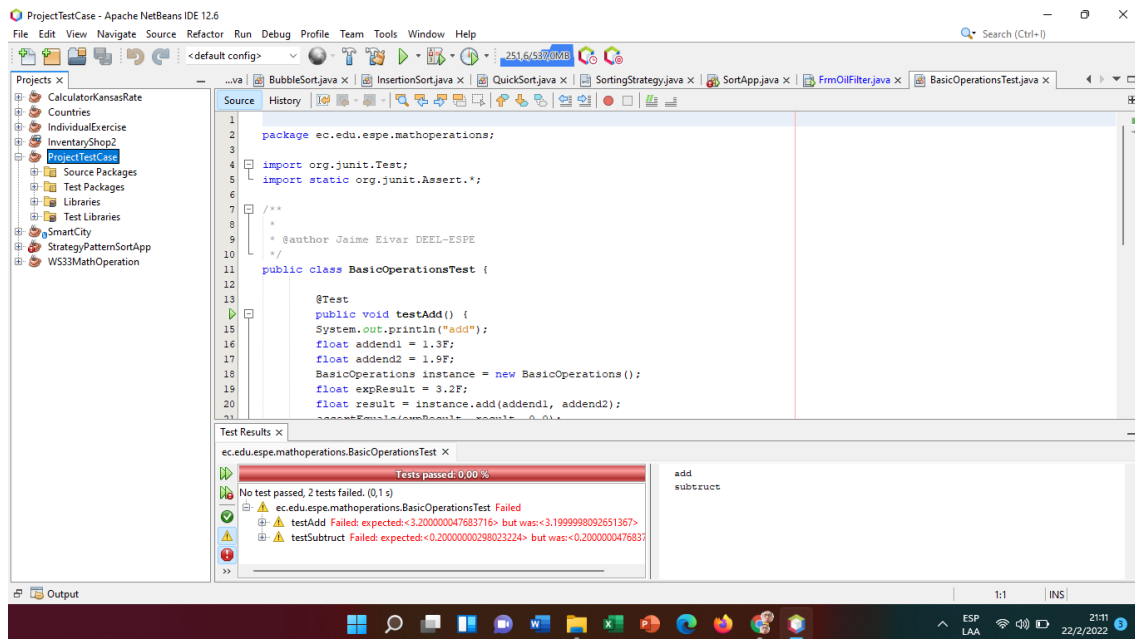 ProjectTestCase - Apache NetBeans IDE 12.6
File Edit View Navigate Source Refactor Run Debug Profile Team Tools Window Help
Search (Ctrl+I)
<default config>
251,6/537,0MB
Projects
...va BubbleSort.java InsertionSort.java QuickSort.java SortingStrategy.java SortApp.java FrmOilFilter.java BasicOperationsTest.java
CalculatorKansasRate
Countries
IndividualExercise
InventaryShop2
ProjectTestCase
Source Packages
Test Packages
Libraries
Test Libraries
SmartCity
StrategyPatternSortApp
WS33MathOperation
Source History
1
2 package ec.edu.espe.mathoperations;
3
4 import org.junit.Test;
5 import static org.junit.Assert.*;
6
7 /**
8 *
9 * @author Jaime Eivar DEEL-ESPE
10 */
11 public class BasicOperationsTest {
12
13 @Test
public void testAdd() {
15 System.out.println("add");
16 float addend1 = 1.3F;
17 float addend2 = 1.9F;
18 BasicOperations instance = new BasicOperations();
19 float expResult = 3.2F;
20 float result = instance.add(addend1, addend2);
21 assertEquals(expResult, result, 0.0);
Test Results
ec.edu.espe.mathoperations.BasicOperationsTest
Tests passed: 0,00 %
No test passed, 2 tests failed. (0,1 s)
ec.edu.espe.mathoperations.BasicOperationsTest Failed
testAdd Failed: expected:<3.200000047683716> but was:<3.1999998092651367>
testSubtruct Failed: expected:<0.20000000298023224> but was:<0.2000000476837
add
subtruct
Output
1:1 INS
ESP
LAA
21:11
22/2/2022
3